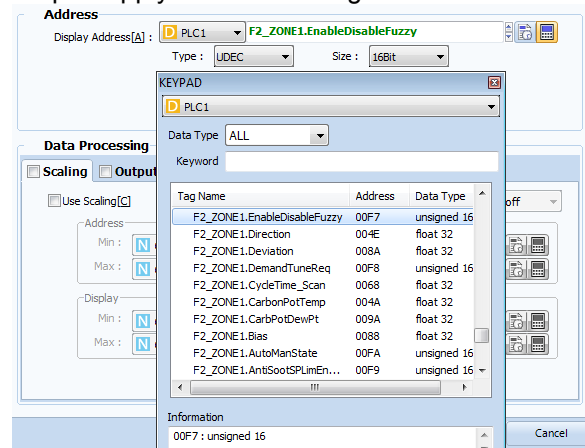 Address
Display Address[A] : D PLC1 F2_ZONE1.EnableDisableFuzzy
Type : UDEC Size : 16Bit
KEYPAD
D PLC1
Data Type ALL
Keyword
Data Processing
Scaling Output
Use Scaling[C] off
Address
Min : N
Max : N
Display
Min : N
Max : N
Tag Name Address Data Type
F2_ZONE1.EnableDisableFuzzy 00F7 unsigned 16
F2_ZONE1.Direction 004E float 32
F2_ZONE1.Deviation 008A float 32
F2_ZONE1.DemandTuneReq 00F8 unsigned 16
F2_ZONE1.CycleTime_Scan 0068 float 32
F2_ZONE1.CarbonPotTemp 004A float 32
F2_ZONE1.CarbPotDewPt 009A float 32
F2_ZONE1.Bias 0088 float 32
F2_ZONE1.AutoManState 00FA unsigned 16
F2_ZONE1.AntiSootSPLimEn... 00F9 unsigned 16
Information
00F7 : unsigned 16
Cancel